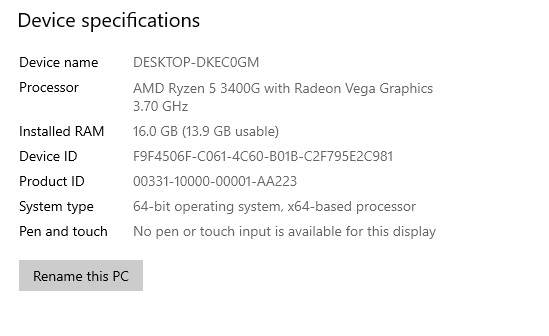 Device specifications
Device name DESKTOP-DKEC0GM
Processor AMD Ryzen 5 3400G with Radeon Vega Graphics
3.70 GHz
Installed RAM 16.0 GB (13.9 GB usable)
Device ID F9F4506F-C061-4C60-B01B-C2F795E2C981
Product ID 00331-10000-00001-AA223
System type 64-bit operating system, x64-based processor
Pen and touch No pen or touch input is available for this display
Rename this PC